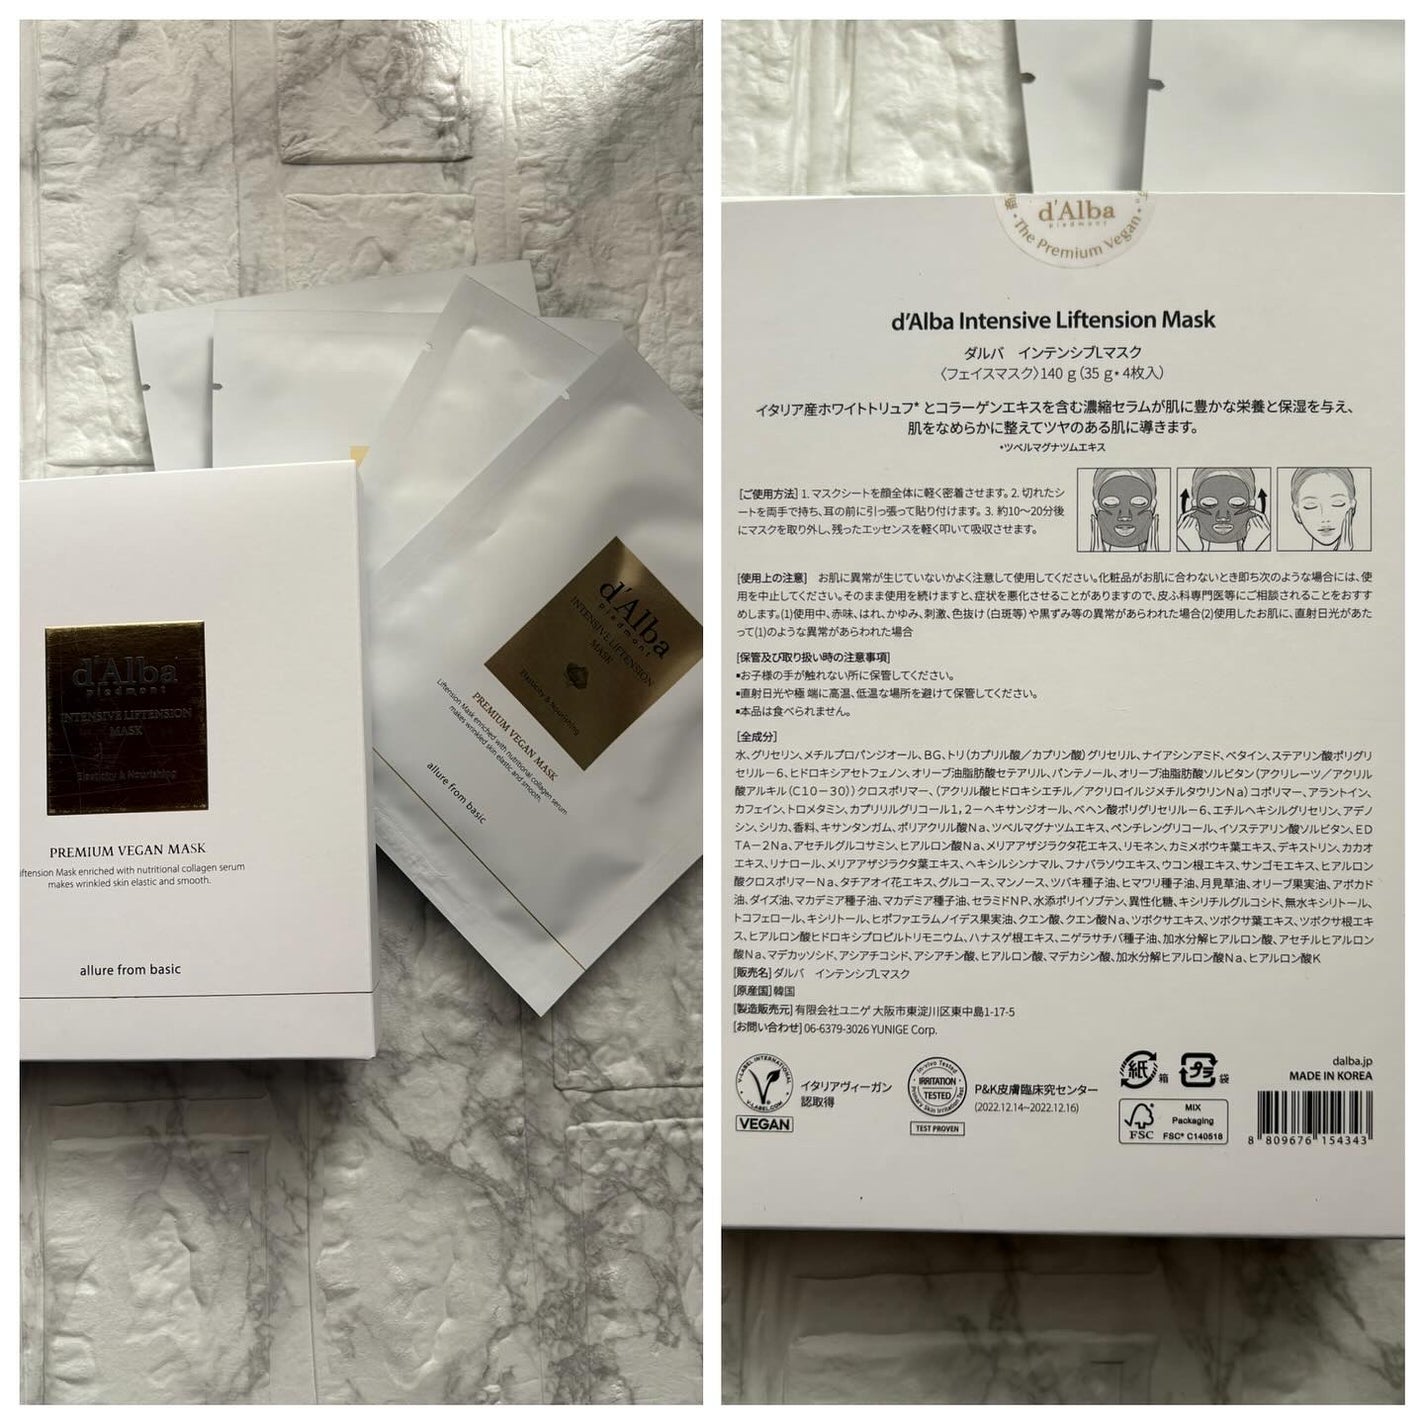 d'Alba
piedmont
INTENSIVE LIFTENSION
MASK
Elasticity & Nourishing
PREMIUM VEGAN MASK
Mask enriched with nutritional collagen serum
makes wrinkled skin elastic and smooth.
allure from basic
d'Alba
piedmont
INTENSIVE LIFTENSION
MASK
Elasticity & Nourishing
PREMIUM VEGAN MASK
Liftension Mask enriched with nutritional collagen serum
makes wrinkled skin elastic and smooth.
allure from basic
d'Alba
piedmont
The Premium Vegan
d'Alba Intensive Liftension Mask
ダルバ　インテンシブLマスク
〈フェイスマスク〉140ｇ(35ｇ・4枚入)
イタリア産ホワイトトリュフ* とコラーゲンエキスを含む濃縮セラムが肌に豊かな栄養と保湿を与え、
肌をなめらかに整えてツヤのある肌に導きます。
*ツベルマグナツムエキス
[ご使用方法] 1. マスクシートを顔全体に軽く密着させます。2. 切れたシ
ートを両手で持ち、耳の前に引っ張って貼り付けます。3. 約10〜20分後
にマスクを取り外し、残ったエッセンスを軽く叩いて吸収させます。
[使用上の注意]　お肌に異常が生じていないかよく注意して使用してください。化粧品がお肌に合わないとき即ち次のような場合には、使
用を中止してください。そのまま使用を続けますと、症状を悪化させることがありますので、皮ふ科専門医等にご相談されることをおすす
めします。(1)使用中、赤味、はれ、かゆみ、刺激、色抜け（白斑等）や黒ずみ等の異常があらわれた場合(2)使用したお肌に、直射日光があた
って(1)のような異常があらわれた場合
[保管及び取り扱い時の注意事項]
▪お子様の手が触れない所に保管してください。
▪直射日光や極 端に高温、低温な場所を避けて保管してください。
▪本品は食べられません。
[全成分]
水、グリセリン、メチルプロパンジオール、BG、トリ（カプリル酸／カプリン酸）グリセリル、ナイアシンアミド、ベタイン、ステアリン酸ポリグリ
セリル－6、ヒドロキシアセトフェノン、オリーブ油脂肪酸セテアリル、パンテノール、オリーブ油脂肪酸ソルビタン（アクリレーツ／アクリル
酸アルキル（C10－30））クロスポリマー、（アクリル酸ヒドロキシエチル／アクリロイルジメチルタウリンNa）コポリマー、アラントイン、
カフェイン、トロメタミン、カプリリルグリコール1，2－ヘキサンジオール、ベヘン酸ポリグリセリル－6、エチルヘキシルグリセリン、アデノ
シン、シリカ、香料、キサンタンガム、ポリアクリル酸Na、ツベルマグナツムエキス、ペンチレングリコール、イソステアリン酸ソルビタン、ED
TA－2Na、アセチルグルコサミン、ヒアルロン酸Na、メリアアザジラクタ花エキス、リモネン、カミメボウキ葉エキス、デキストリン、カカオ
エキス、リナロール、メリアアザジラクタ葉エキス、ヘキシルシンナマル、フナバラソウエキス、ウコン根エキス、サンゴモエキス、ヒアルロン
酸クロスポリマーNa、タチアオイ花エキス、グルコース、マンノース、ツバキ種子油、ヒマワリ種子油、月見草油、オリーブ果実油、アボカド
油、ダイズ油、マカデミア種子油、マカデミア種子油、セラミドNP、水添ポリイソブテン、異性化糖、キシリチルグルコシド、無水キシリトール、
トコフェロール、キシリトール、ヒポファエラムノイデス果実油、クエン酸、クエン酸Na、ツボクサエキス、ツボクサ葉エキス、ツボクサ根エキ
ス、ヒアルロン酸ヒドロキシプロピルトリモニウム、ハナスゲ根エキス、ニゲラサチバ種子油、加水分解ヒアルロン酸、アセチルヒアルロン
酸Na、マデカッソシド、アシアチコシド、アシアチン酸、ヒアルロン酸、マデカシン酸、加水分解ヒアルロン酸Na、ヒアルロン酸K
[販売名] ダルバ　インテンシブLマスク
[原産国] 韓国
[製造販売元] 有限会社ユニゲ 大阪市東淀川区東中島1-17-5
[お問い合わせ] 06-6379-3026 YUNIGE Corp.
V-LABEL INTERNATIONAL
V-LABEL.COM
VEGAN
イタリアヴィーガン
認取得
In-vivo Tested
IRRITATION
TESTED
Primary Skin Irritation Test
TEST PROVEN
P&K皮膚臨床究センター
(2022.12.14~2022.12.16)
紙 箱
プラ 袋
FSC
MIX
Packaging
FSC® C140518
dalba.jp
MADE IN KOREA
8 809676 154343